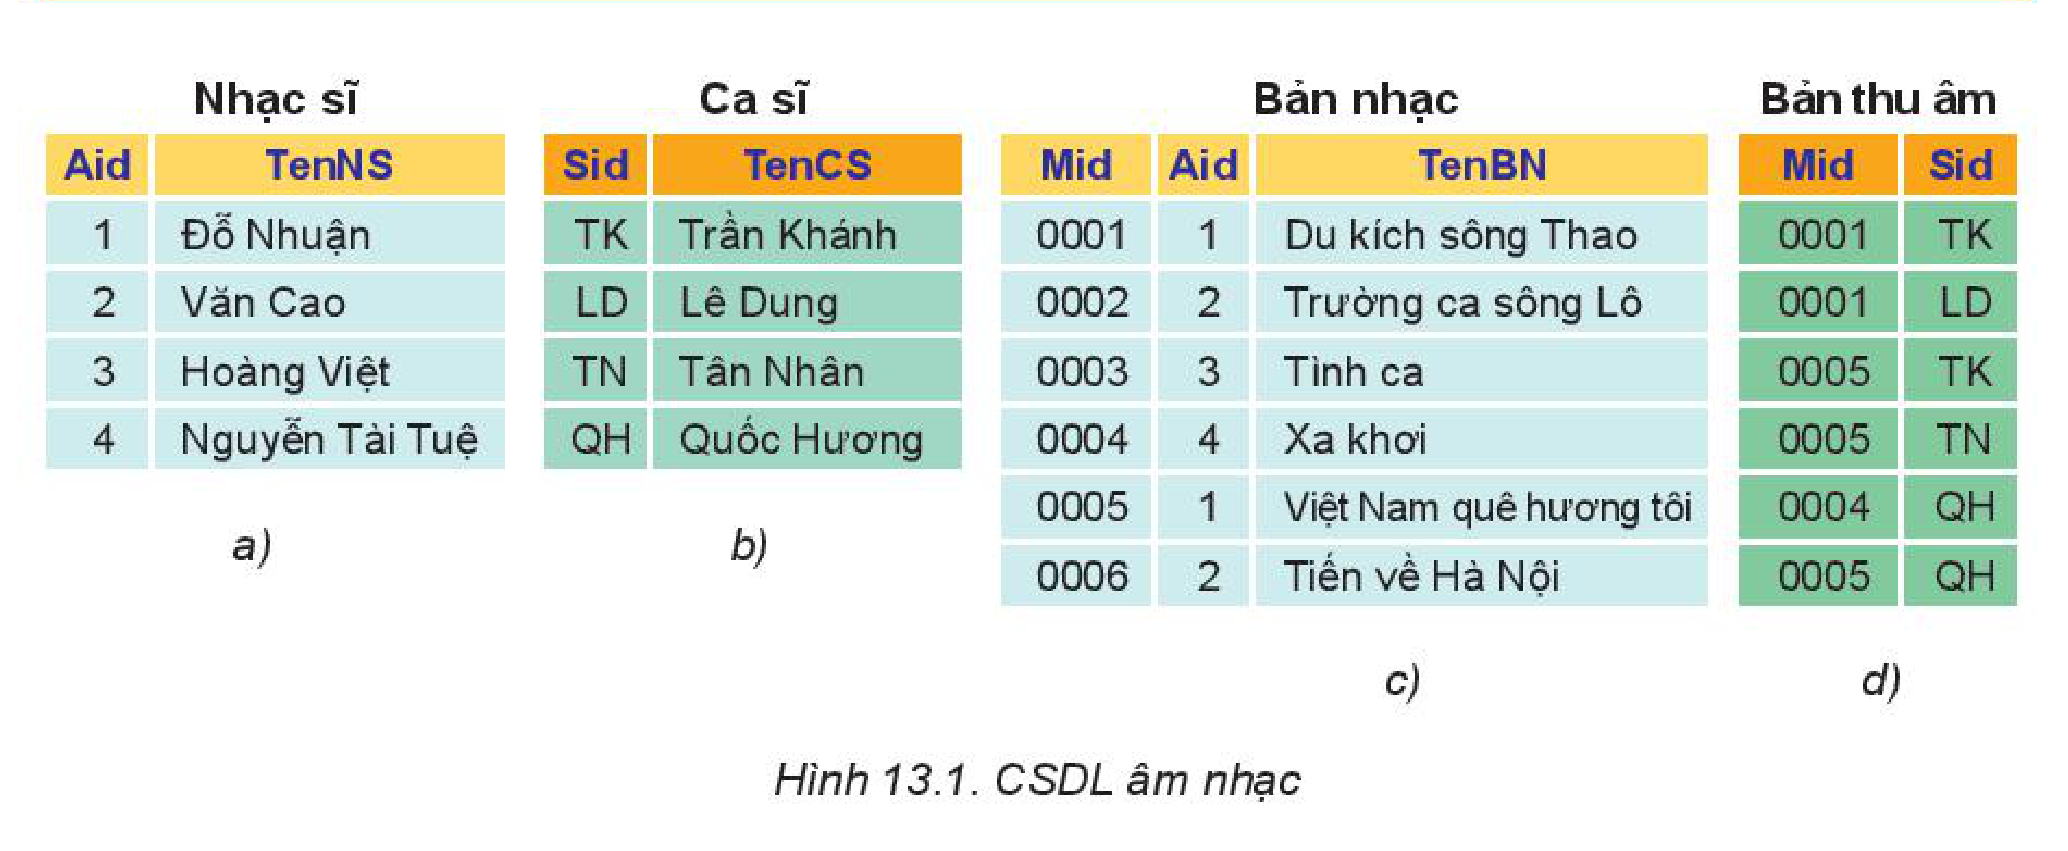 Nhạc sĩ
Aid TenNS
1 Đỗ Nhuận
2 Văn Cao
3 Hoàng Việt
4 Nguyễn Tài Tuệ
a)
Ca sĩ
Sid TenCS
TK Trần Khánh
LD Lê Dung
TN Tân Nhân
QH Quốc Hương
b)
Bản nhạc
Mid Aid TenBN
0001 1 Du kích sông Thao
0002 2 Trường ca sông Lô
0003 3 Tình ca
0004 4 Xa khơi
0005 1 Việt Nam quê hương tôi
0006 2 Tiến về Hà Nội
c)
Bản thu âm
Mid Sid
0001 TK
0001 LD
0005 TK
0005 TN
0004 QH
0005 QH
d)
Hình 13.1. CSDL âm nhạc